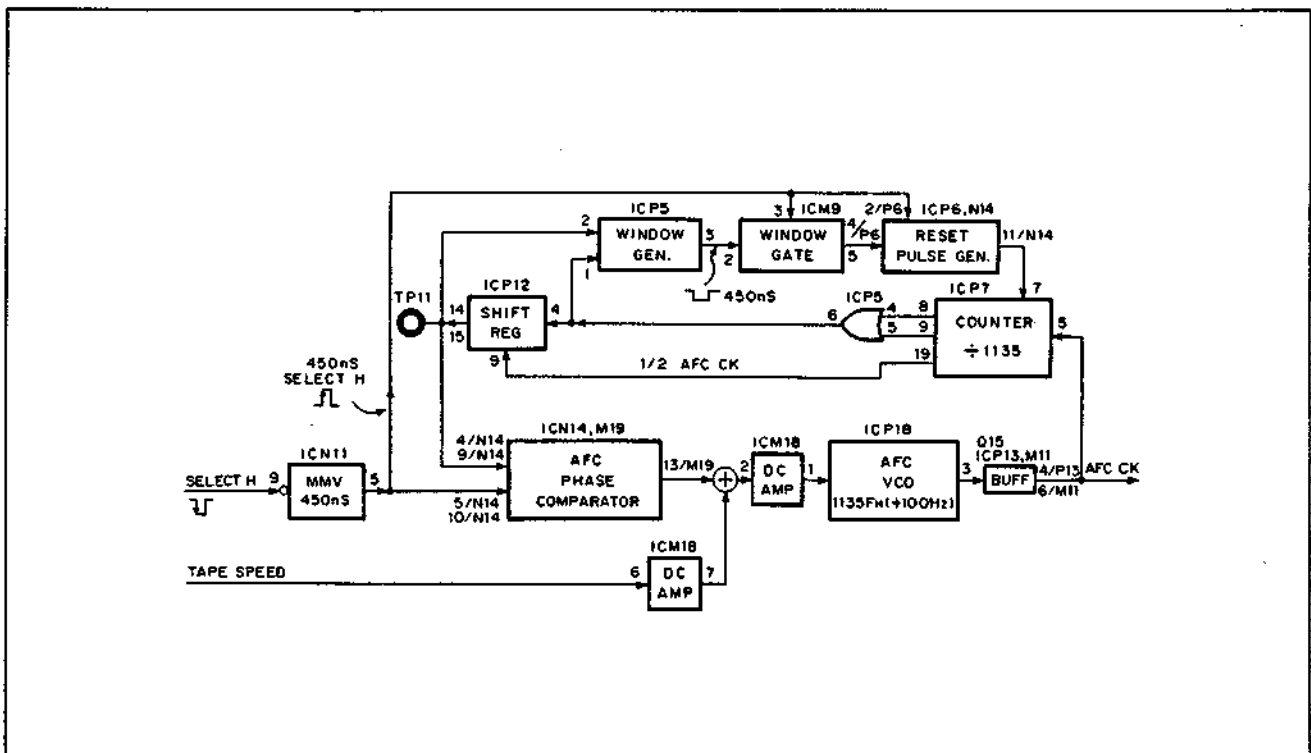 ICP5
WINDOW
GEN.
2
1
3
450nS
ICM9
WINDOW
GATE
3
2
4/P6
5
2/P6
ICP6,N14
RESET
PULSE GEN.
11/N14
7
ICP12
SHIFT
REG
TP11
14
15
4
9
ICP5
6
4
5
ICP7
COUNTER
÷1135
8
9
19
5
1/2 AFC CK
450nS
SELECT H
ICN11
MMV
450nS
SELECT H
9
5
4/N14
9/N14
5/N14
10/N14
ICN14,M19
AFC
PHASE
COMPARATOR
13/M19
+
2
ICM18
DC
AMP
1
ICP18
AFC
VCO
1135FH(+100Hz)
3
Q15
ICP13,M11
BUFF
4/P13
6/M11
AFC CK
TAPE SPEED
6
ICM18
DC
AMP
7